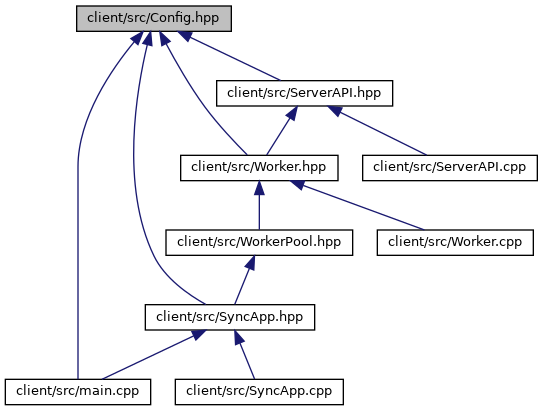 client/src/Config.hpp
client/src/ServerAPI.hpp
client/src/Worker.hpp
client/src/ServerAPI.cpp
client/src/WorkerPool.hpp
client/src/Worker.cpp
client/src/SyncApp.hpp
client/src/main.cpp
client/src/SyncApp.cpp